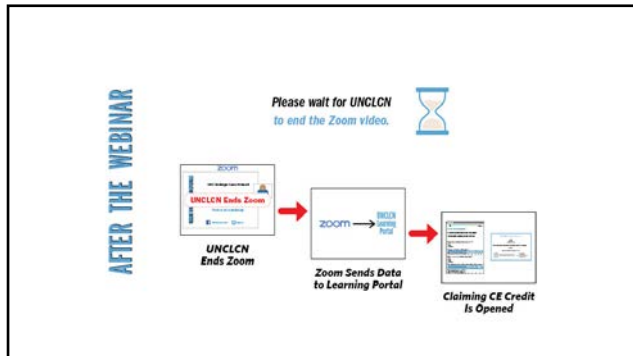 AFTER THE WEBINAR
Please wait for UNCLCN
to end the Zoom video.
zoom
UNCLCN Ends Zoom
UNCLCN
Ends Zoom
zoom
UNCLCN
Learning
Portal
Zoom Sends Data
to Learning Portal
Claiming CE Credit
Is Opened